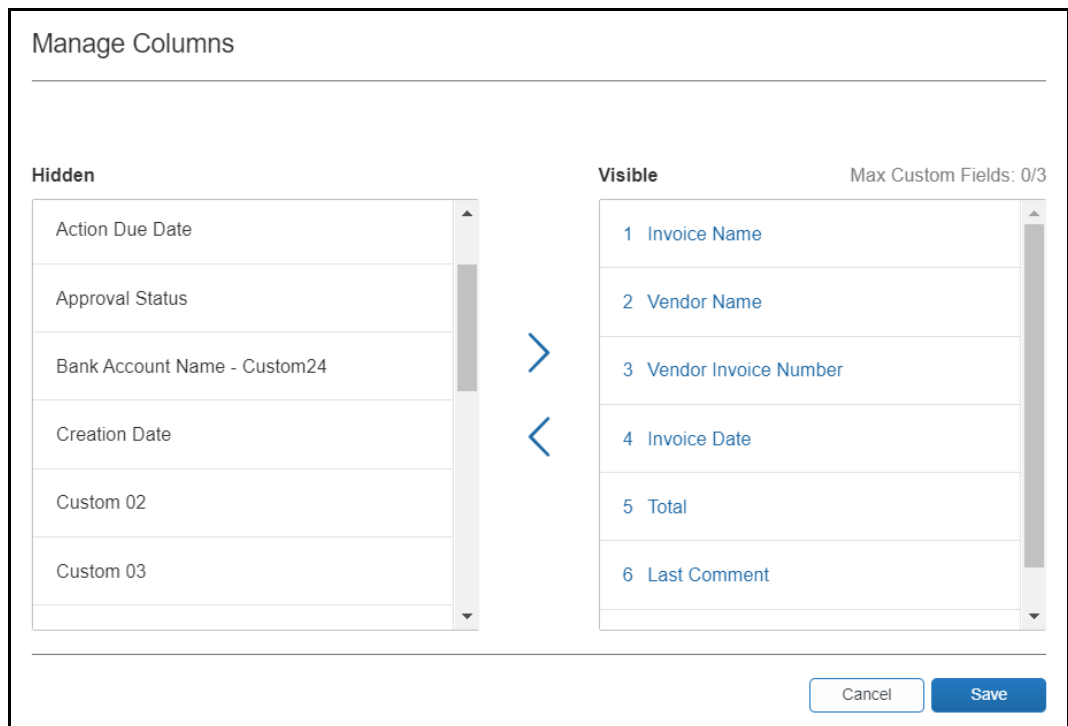 Manage Columns
Hidden
Visible
Max Custom Fields: 0/3
Action Due Date
Approval Status
Bank Account Name - Custom24
Creation Date
Custom 02
Custom 03
1 Invoice Name
2 Vendor Name
3 Vendor Invoice Number
4 Invoice Date
5 Total
6 Last Comment
Cancel
Save